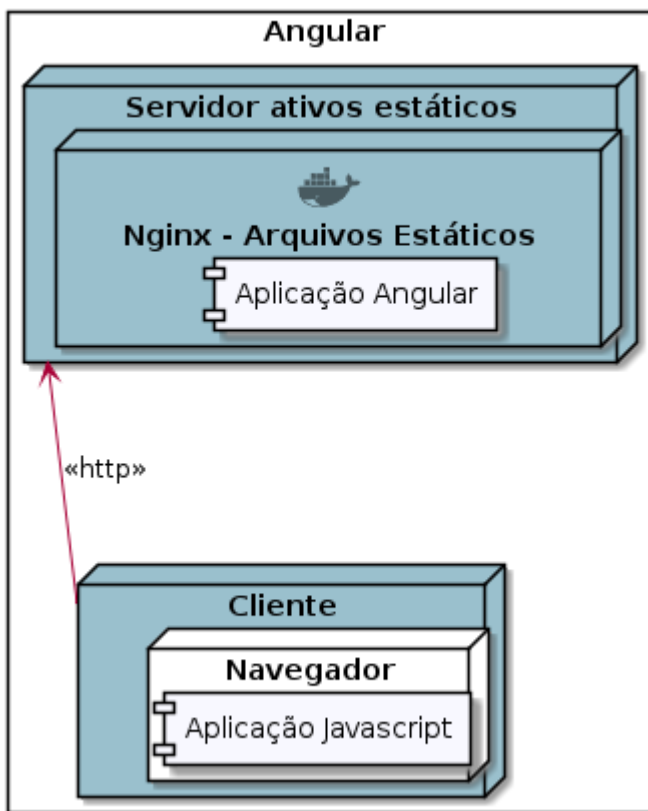 Angular
Servidor ativos estáticos
Nginx - Arquivos Estáticos
Aplicação Angular
«http»
Cliente
Navegador
Aplicação Javascript